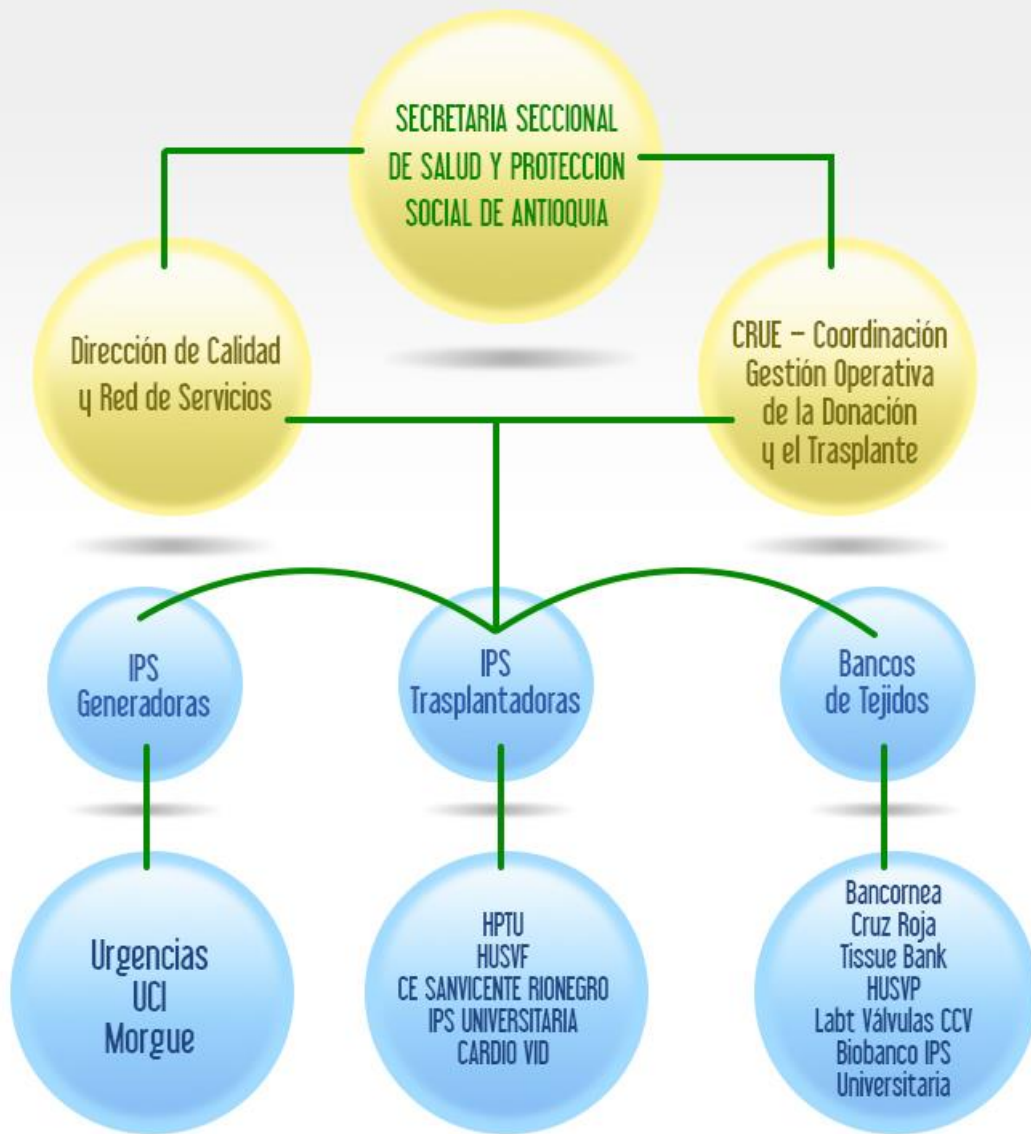 SECRETARIA SECCIONAL
DE SALUD Y PROTECCION
SOCIAL DE ANTIOQUIA
Dirección de Calidad
y Red de Servicios
CRUE – Coordinación
Gestión Operativa
de la Donación
y el Trasplante
IPS
Generadoras
IPS
Trasplantadoras
Bancos
de Tejidos
Urgencias
UCI
Morgue
HPTU
HUSVF
CE SANVICENTE RIONEGRO
IPS UNIVERSITARIA
CARDIO VID
Bancornea
Cruz Roja
Tissue Bank
HUSVP
Labt Válvulas CCV
Biobanco IPS
Universitaria